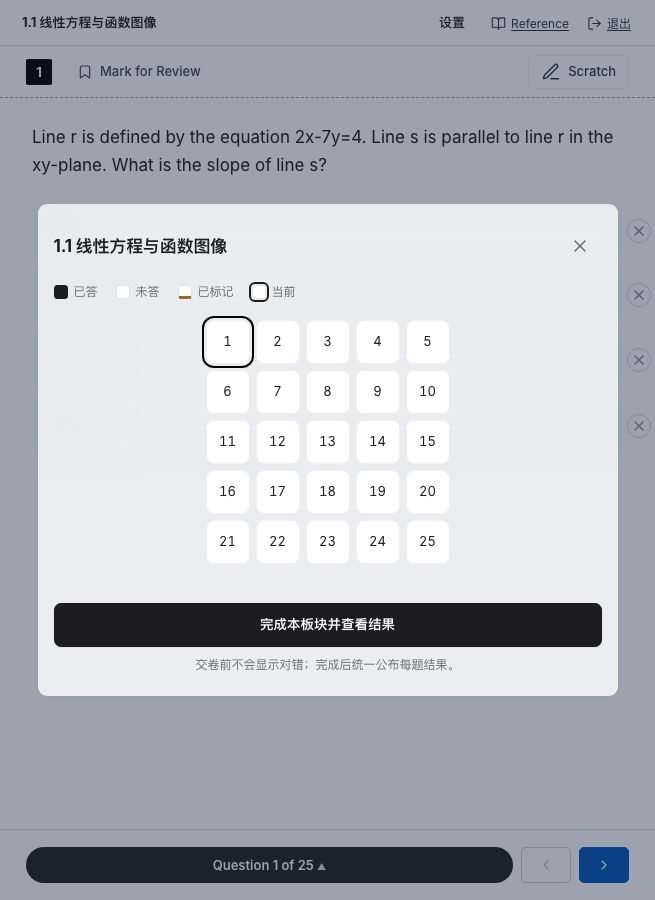 1.1 线性方程与函数图像 设置 Reference 退出
1 Mark for Review Scratch
Line r is defined by the equation 2x-7y=4. Line s is parallel to line r in the
xy-plane. What is the slope of line s?
1.1 线性方程与函数图像
已答 未答 已标记 当前
1 2 3 4 5
6 7 8 9 10
11 12 13 14 15
16 17 18 19 20
21 22 23 24 25
完成本板块并查看结果
交卷前不会显示对错；完成后统一公布每题结果。
Question 1 of 25 ▲